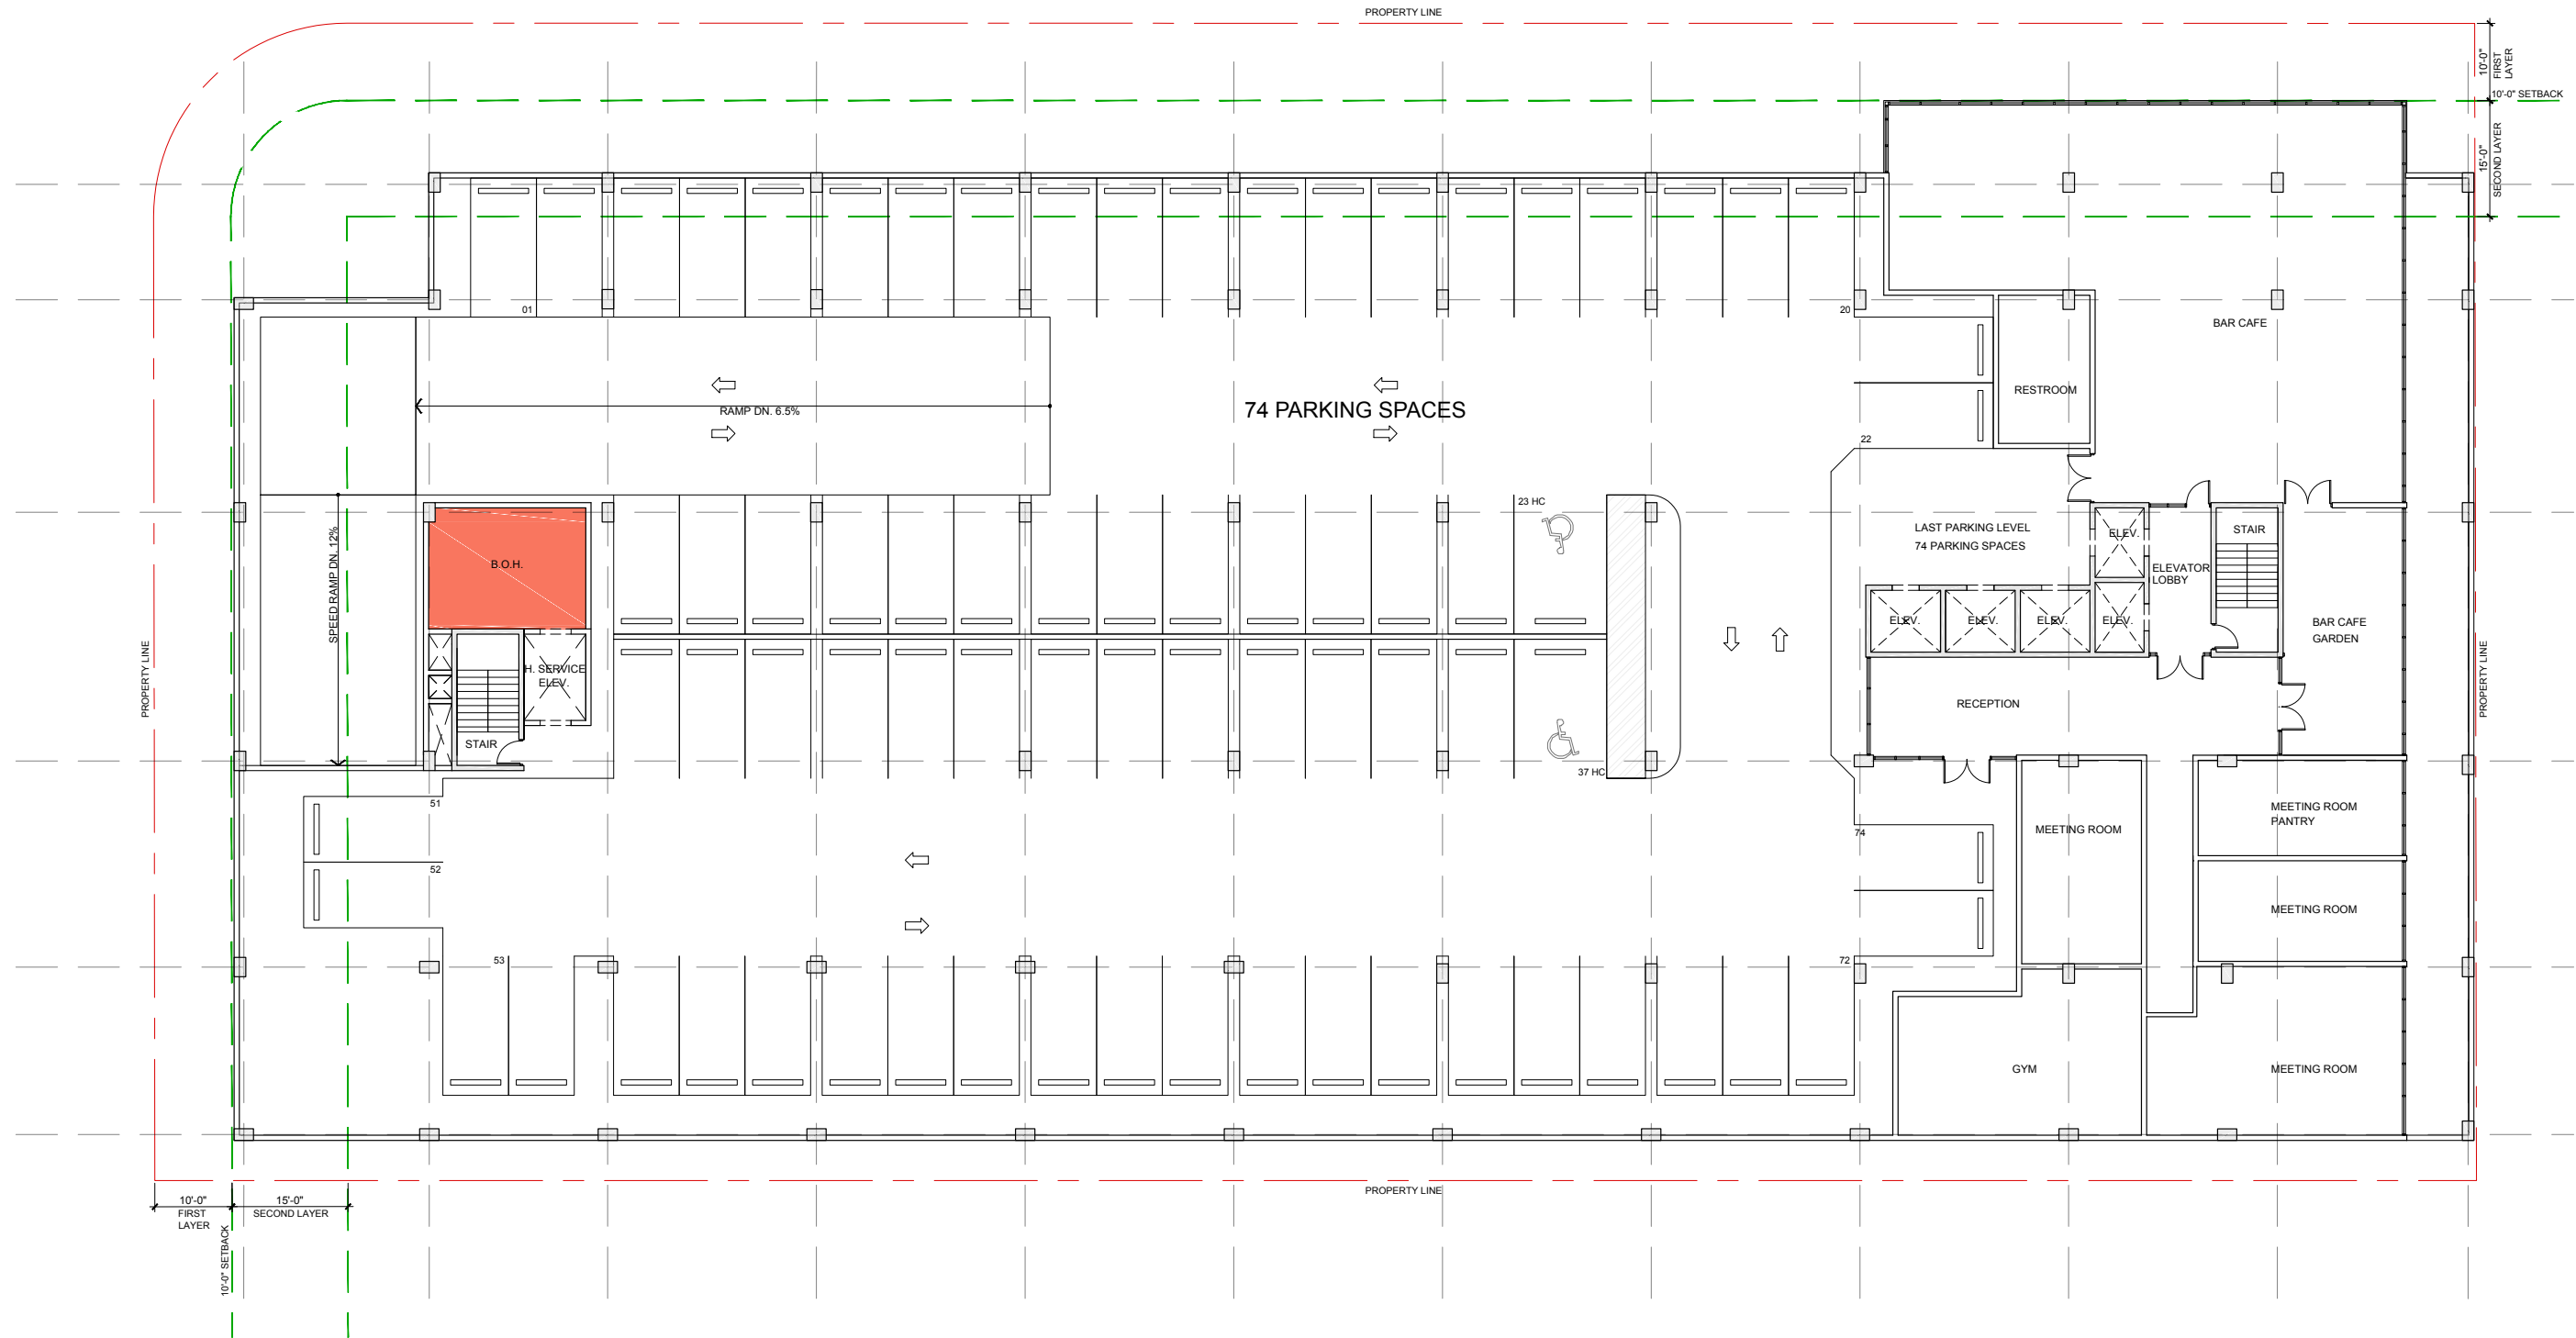 PROPERTY LINE
10'-0"
FIRST
LAYER
10'-0" SETBACK
15'-0"
SECOND LAYER
01
20
BAR CAFE
RAMP DN. 6.5%
74 PARKING SPACES
RESTROOM
22
23 HC
SPEED RAMP DN. 12%
B.O.H.
LAST PARKING LEVEL
74 PARKING SPACES
ELEV.
STAIR
ELEVATOR
LOBBY
ELEV.
ELEV.
ELEV.
ELEV.
BAR CAFE
GARDEN
H. SERVICE
ELEV.
PROPERTY LINE
PROPERTY LINE
RECEPTION
STAIR
37 HC
51
52
74
MEETING ROOM
MEETING ROOM
PANTRY
MEETING ROOM
53
72
GYM
MEETING ROOM
PROPERTY LINE
10'-0"
FIRST
LAYER
15'-0"
SECOND LAYER
10'-0" SETBACK